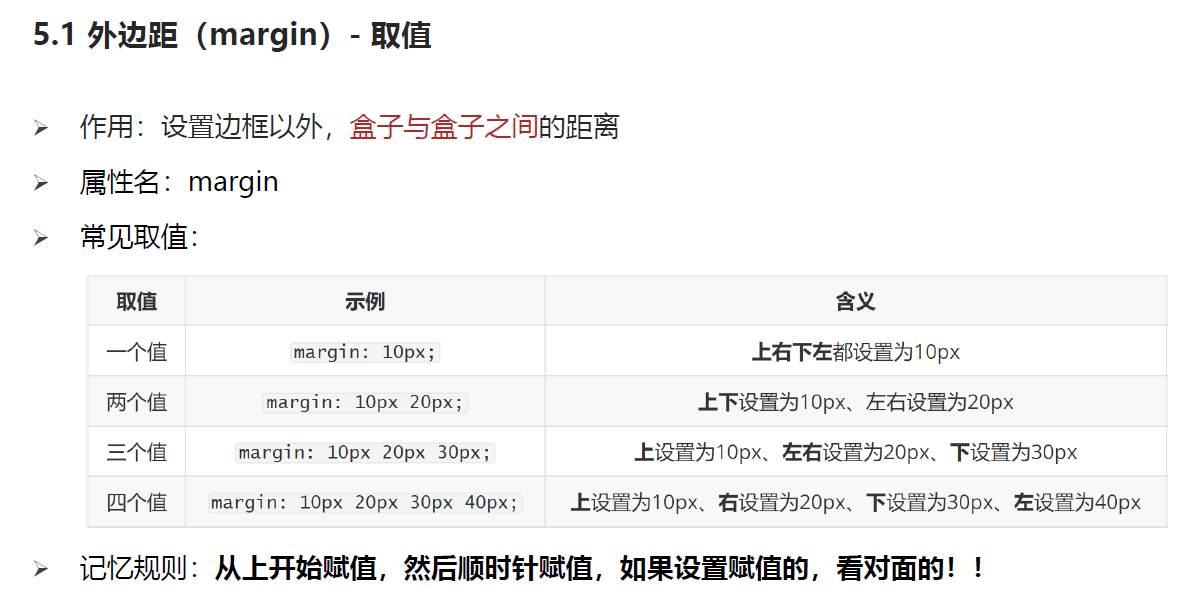 5.1 外边距（margin）- 取值
作用：设置边框以外，盒子与盒子之间的距离
属性名：margin
常见取值：
取值 示例 含义
一个值 margin: 10px; 上右下左都设置为10px
两个值 margin: 10px 20px; 上下设置为10px、左右设置为20px
三个值 margin: 10px 20px 30px; 上设置为10px、左右设置为20px、下设置为30px
四个值 margin: 10px 20px 30px 40px; 上设置为10px、右设置为20px、下设置为30px、左设置为40px
记忆规则：从上开始赋值，然后顺时针赋值，如果设置赋值的，看对面的！！